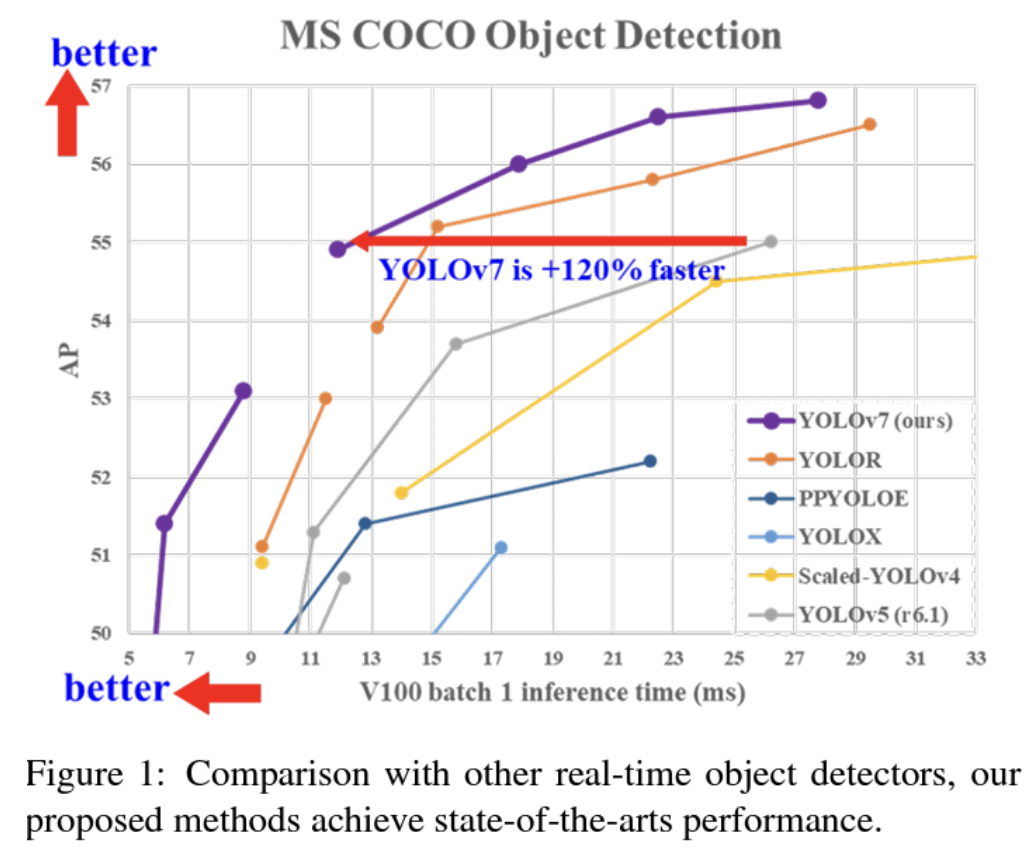 MS COCO Object Detection
better
57
56
55
54
53
52
51
50
AP
YOLOv7 is +120% faster
YOLOv7 (ours)
YOLOR
PPYOLOE
YOLOX
Scaled-YOLOv4
YOLOv5 (r6.1)
5 7 9 11 13 15 17 19 21 23 25 27 29 31 33
better
V100 batch 1 inference time (ms)
Figure 1: Comparison with other real-time object detectors, our
proposed methods achieve state-of-the-arts performance.